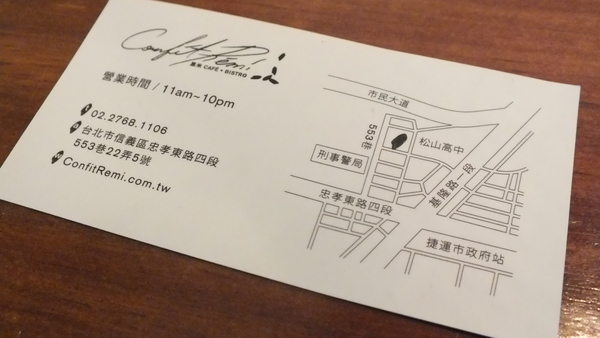 Confit Remi
CAFE • BISTRO
營業時間 / 11am~10pm
02.2768.1106
台北市信義區忠孝東路四段
553巷22弄5號
ConfitRemi.com.tw
市民大道
553巷
松山高中
刑事警局
基隆路一段
忠孝東路四段
捷運市政府站